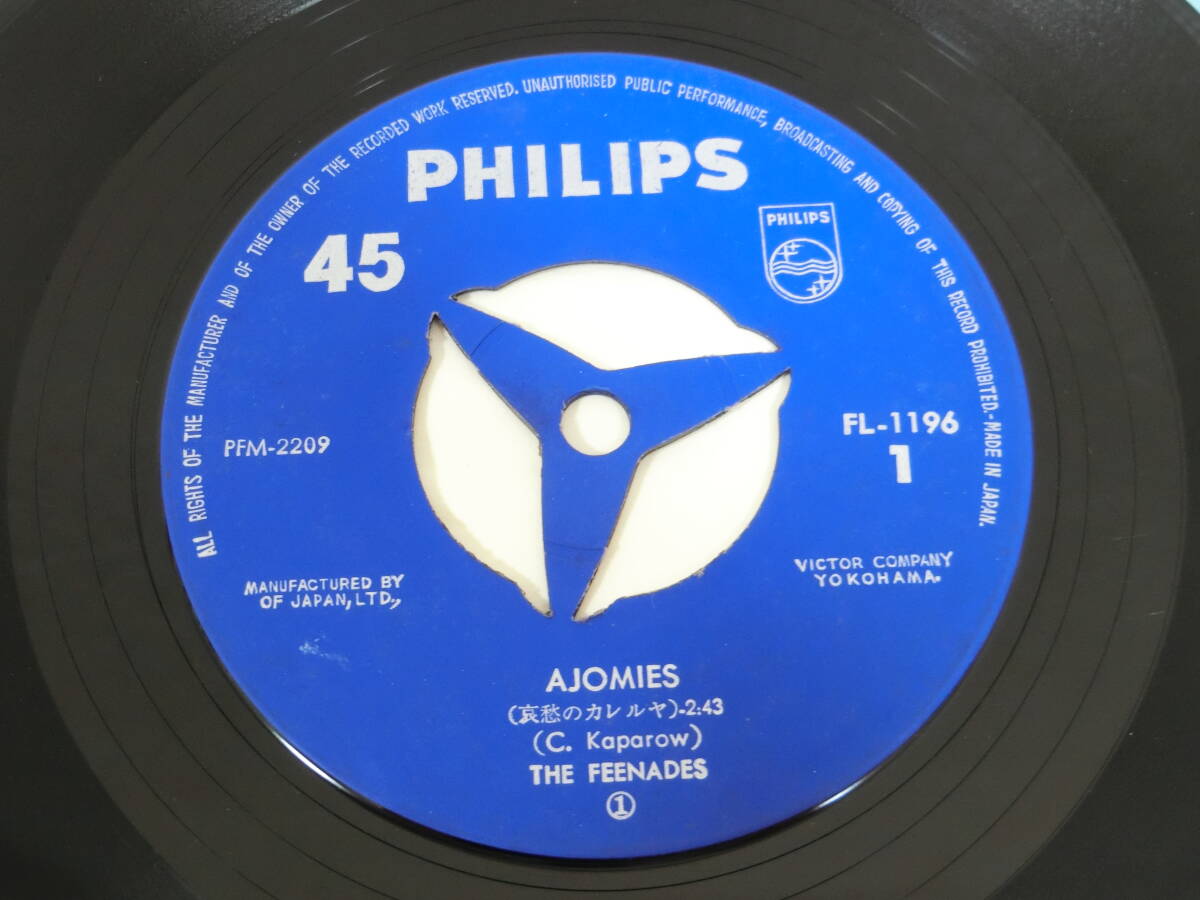 ALL RIGHTS OF THE MANUFACTURER AND OF THE OWNER OF THE RECORDED WORK RESERVED. UNAUTHORISED PUBLIC PERFORMANCE, BROADCASTING AND COPYING OF THIS RECORD PROHIBITED.-MADE IN JAPAN.
PHILIPS
45
PHILIPS
PFM-2209
FL-1196
1
MANUFACTURED BY
OF JAPAN, LTD.,
VICTOR COMPANY
YOKOHAMA.
AJOMIES
(哀愁のカレルヤ)-2:43
(C. Kaparow)
THE FEENADES
①